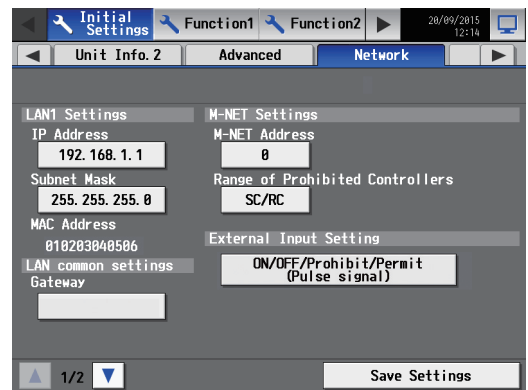 Initial Settings
Function1
Function2
20/09/2015
12:14
Unit Info.2
Advanced
Network
LAN1 Settings
IP Address
192.168.1.1
Subnet Mask
255.255.255.0
MAC Address
010203040506
LAN common settings
Gateway
M-NET Settings
M-NET Address
0
Range of Prohibited Controllers
SC/RC
External Input Setting
ON/OFF/Prohibit/Permit
(Pulse signal)
1/2
Save Settings